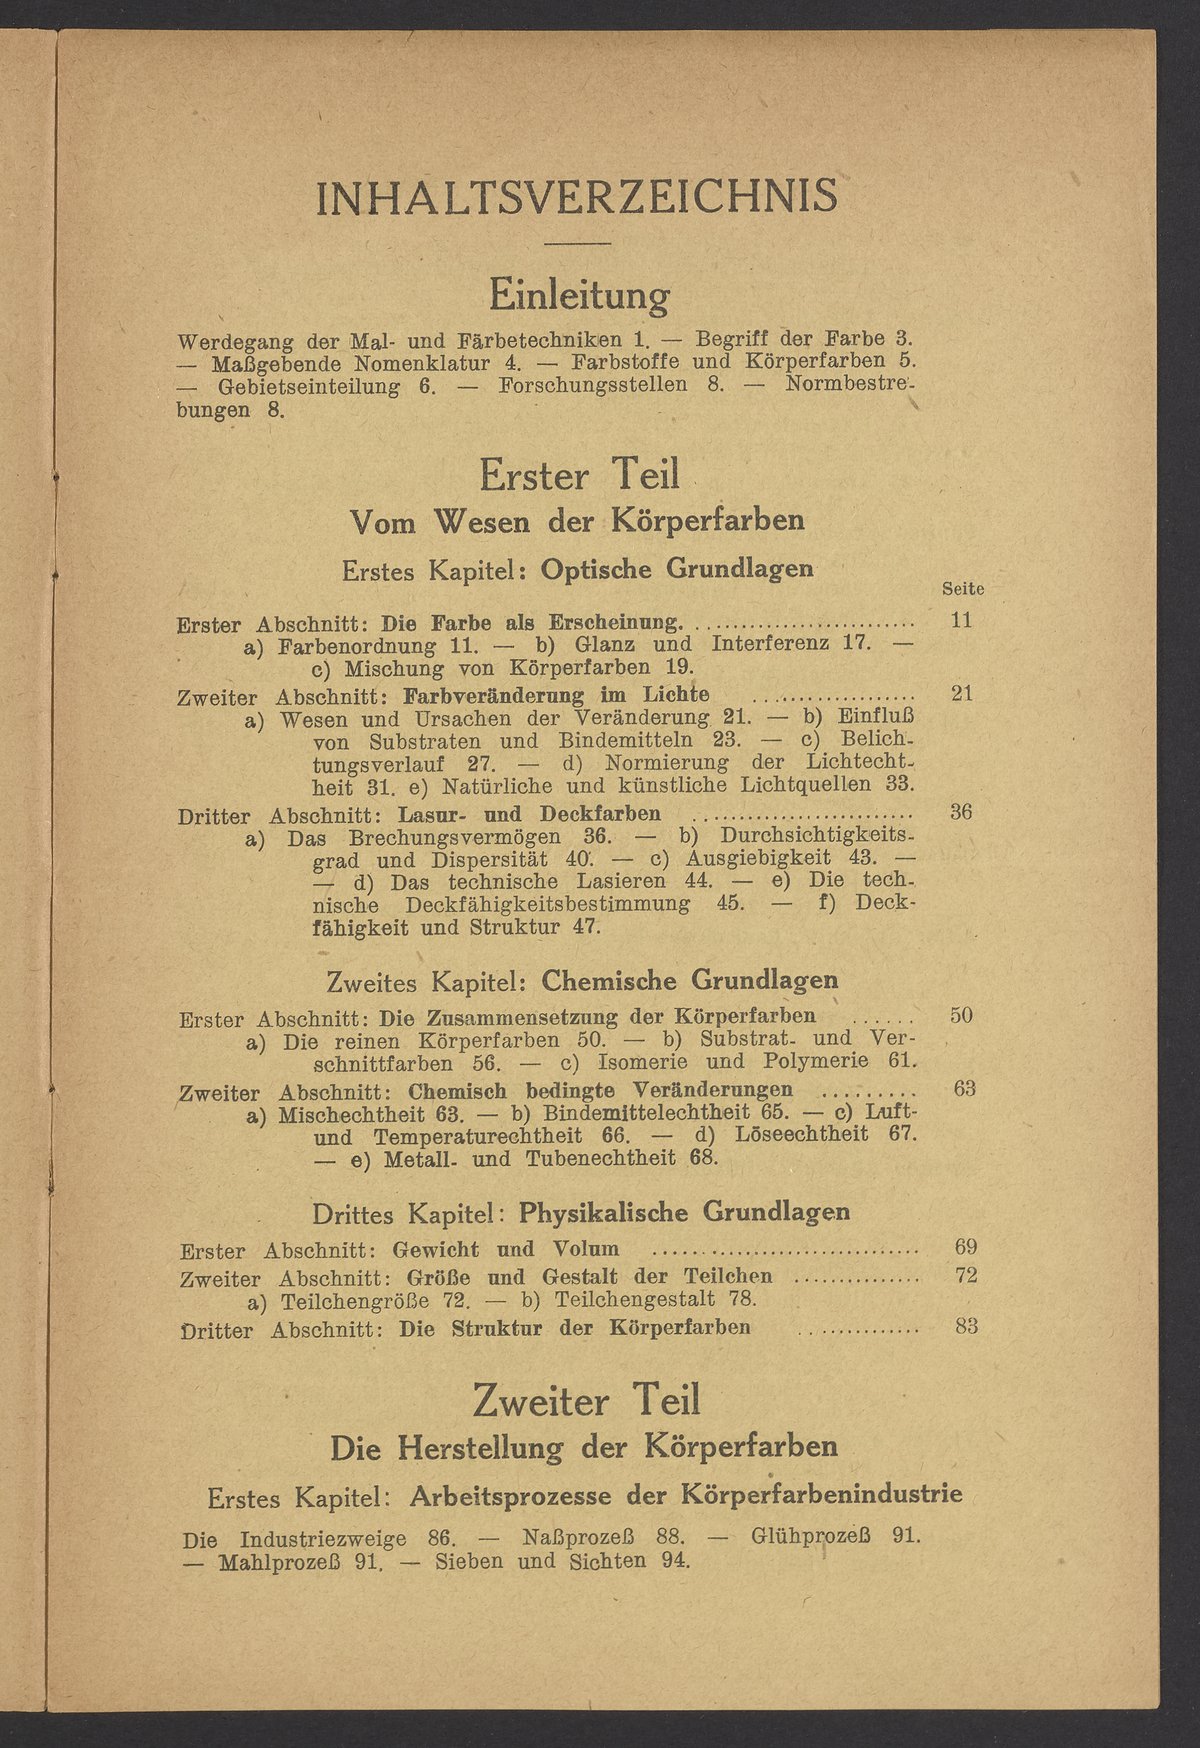 INHALTSVERZEICHNIS
Einleitung
Werdegang der Mal- und Färbetechniken 1. — Begriff der Farbe 3.
— Maßgebende Nomenklatur 4. — Farbstoffe und Körperfarben 5.
— Gebietseinteilung 6. — Forschungsstellen 8. — Normbestre-
bungen 8.
Erster Teil
Vom Wesen der Körperfarben
Erstes Kapitel: Optische Grundlagen
Seite
Erster Abschnitt: Die Farbe als Erscheinung. ........................ 11
a) Farbenordnung 11. — b) Glanz und Interferenz 17. —
c) Mischung von Körperfarben 19.
Zweiter Abschnitt: Farbveränderung im Lichte .................. 21
a) Wesen und Ursachen der Veränderung 21. — b) Einfluß
von Substraten und Bindemitteln 23. — c) Belich-
tungsverlauf 27. — d) Normierung der Lichtecht-
heit 31. e) Natürliche und künstliche Lichtquellen 33.
Dritter Abschnitt: Lasur- und Deckfarben ........................ 36
a) Das Brechungsvermögen 36. — b) Durchsichtigkeits-
grad und Dispersität 40. — c) Ausgiebigkeit 43. —
— d) Das technische Lasieren 44. — e) Die tech-
nische Deckfähigkeitsbestimmung 45. — f) Deck-
fähigkeit und Struktur 47.
Zweites Kapitel: Chemische Grundlagen
Erster Abschnitt: Die Zusammensetzung der Körperfarben ...... 50
a) Die reinen Körperfarben 50. — b) Substrat- und Ver-
schnittfarben 56. — c) Isomerie und Polymerie 61.
Zweiter Abschnitt: Chemisch bedingte Veränderungen ......... 63
a) Mischechtheit 63. — b) Bindemittelechtheit 65. — c) Luft-
und Temperaturechtheit 66. — d) Löseechtheit 67.
— e) Metall- und Tubenechtheit 68.
Drittes Kapitel: Physikalische Grundlagen
Erster Abschnitt: Gewicht und Volum .............................. 69
Zweiter Abschnitt: Größe und Gestalt der Teilchen ............... 72
a) Teilchengröße 72. — b) Teilchengestalt 78.
Dritter Abschnitt: Die Struktur der Körperfarben .............. 83
Zweiter Teil
Die Herstellung der Körperfarben
Erstes Kapitel: Arbeitsprozesse der Körperfarbenindustrie
Die Industriezweige 86. — Naßprozeß 88. — Glühprozeß 91.
— Mahlprozeß 91. — Sieben und Sichten 94.